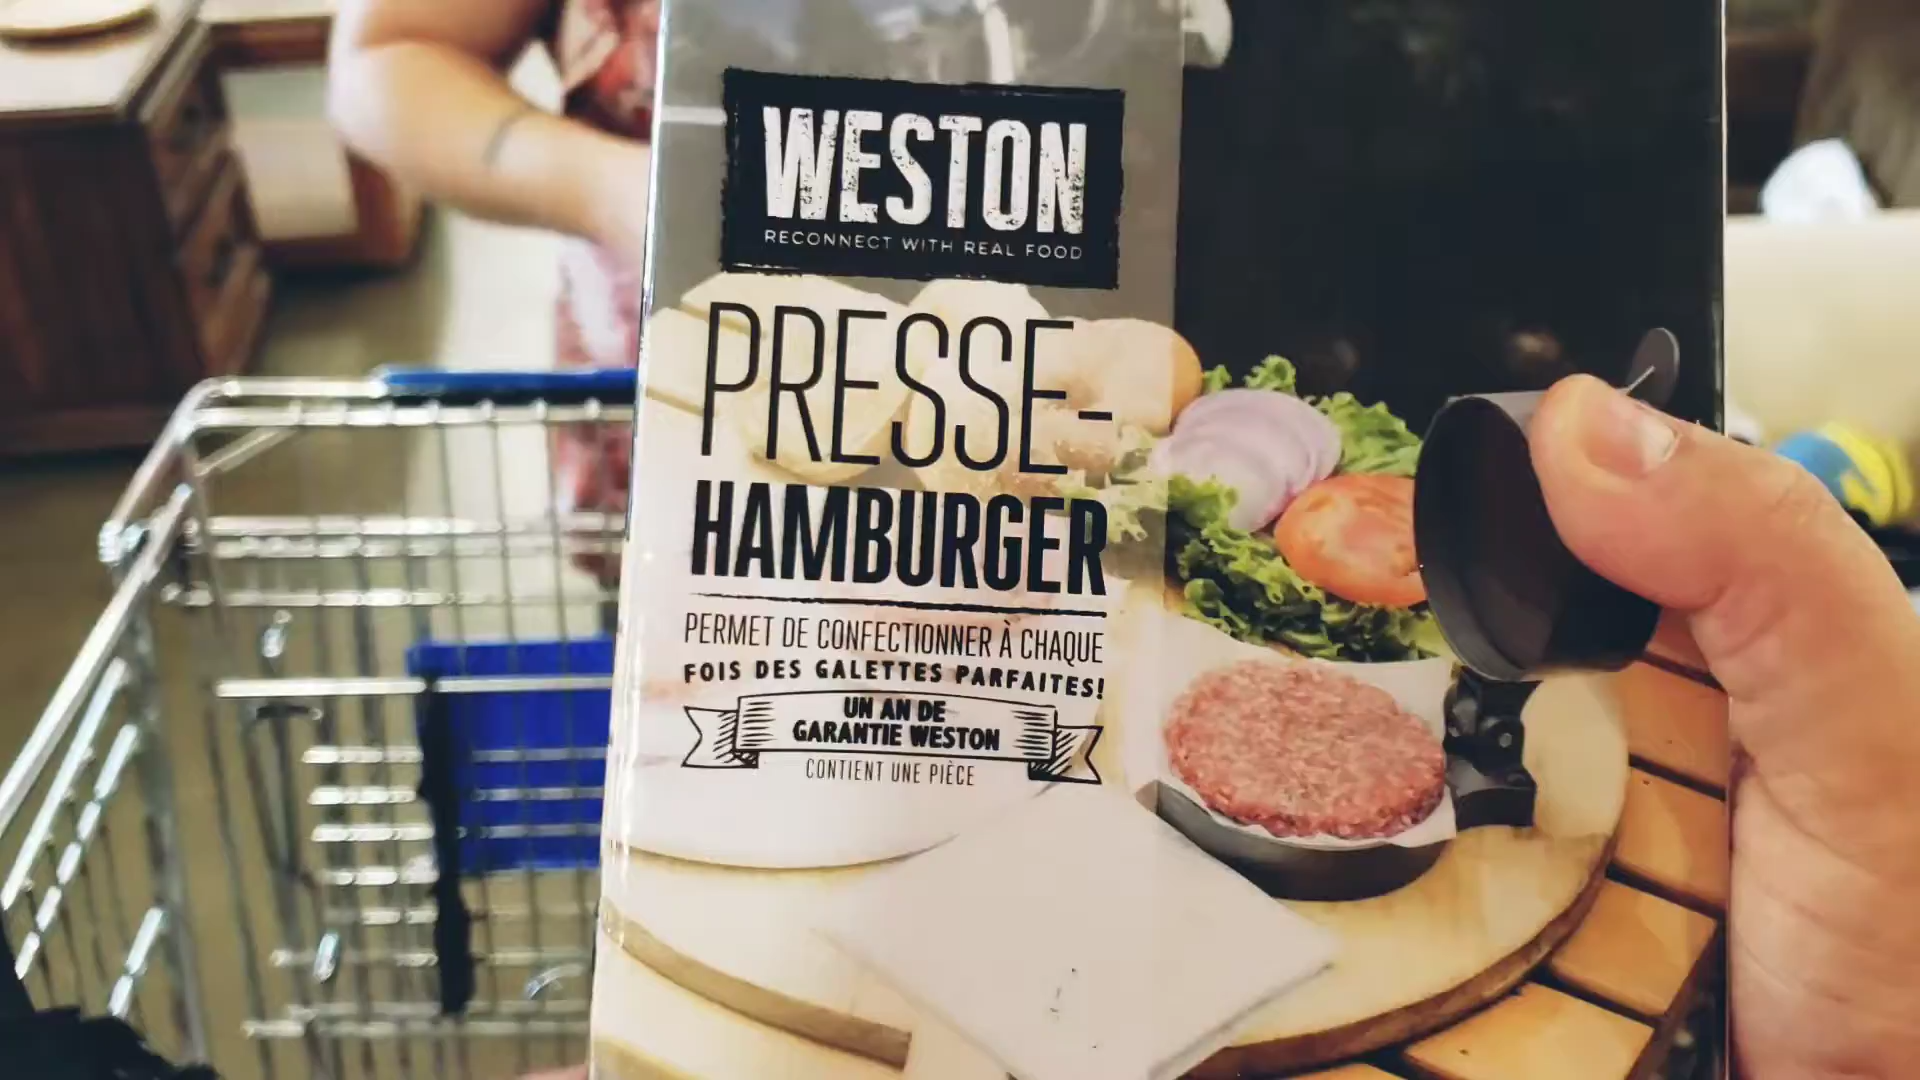 WESTON
RECONNECT WITH REAL FOOD
PRESSE-
HAMBURGER
PERMET DE CONFECTIONNER À CHAQUE
FOIS DES GALETTES PARFAITES!
UN AN DE
GARANTIE WESTON
CONTIENT UNE PIÈCE